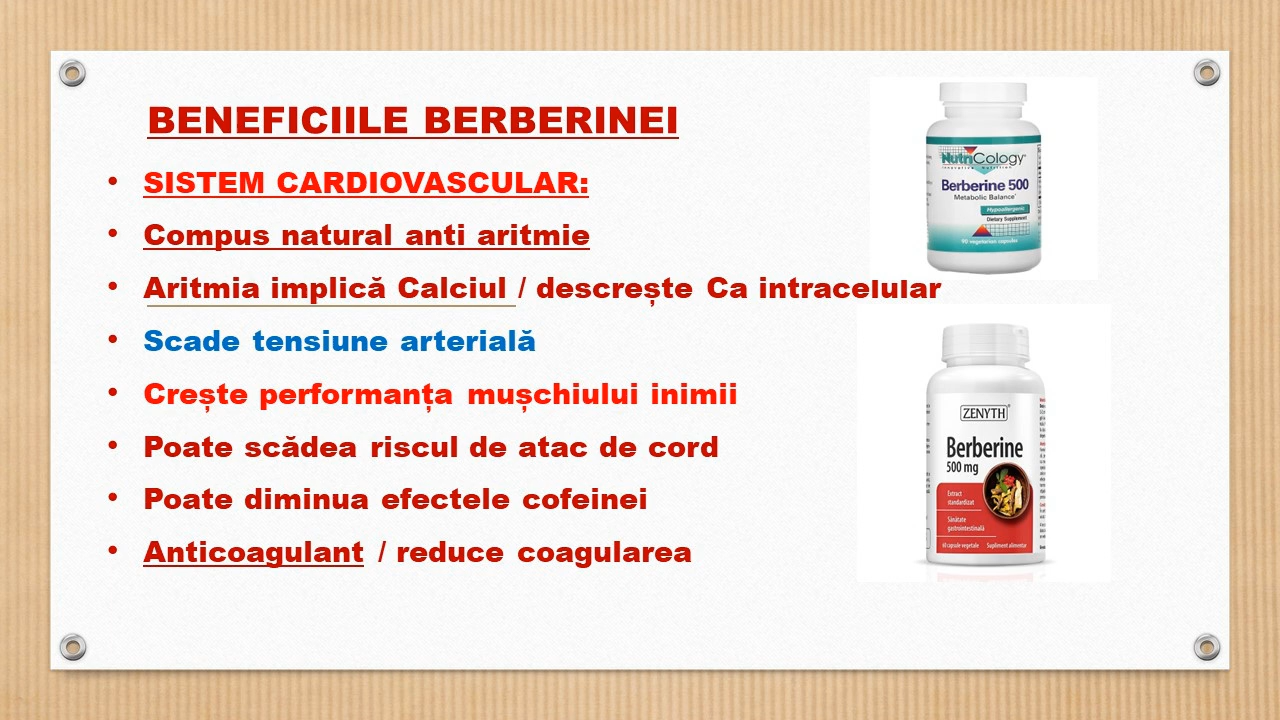 BENEFICIILE BERBERINEI
• SISTEM CARDIOVASCULAR:
• Compus natural anti aritmie
• Aritmia implică Calciul / descrește Ca intracelular
• Scade tensiune arterială
• Crește performanța mușchiului inimii
• Poate scădea riscul de atac de cord
• Poate diminua efectele cofeinei
• Anticoagulant / reduce coagularea
NutriCology
innovative nutrition
Berberine 500
Metabolic Balance
Hypoallergenic
Dietary Supplement
90 vegetarian capsules
ZENYTH
Berberine
500 mg
Extract
standardizat
Sănătate
gastrointestinală
60 capsule vegetale Supliment alimentar